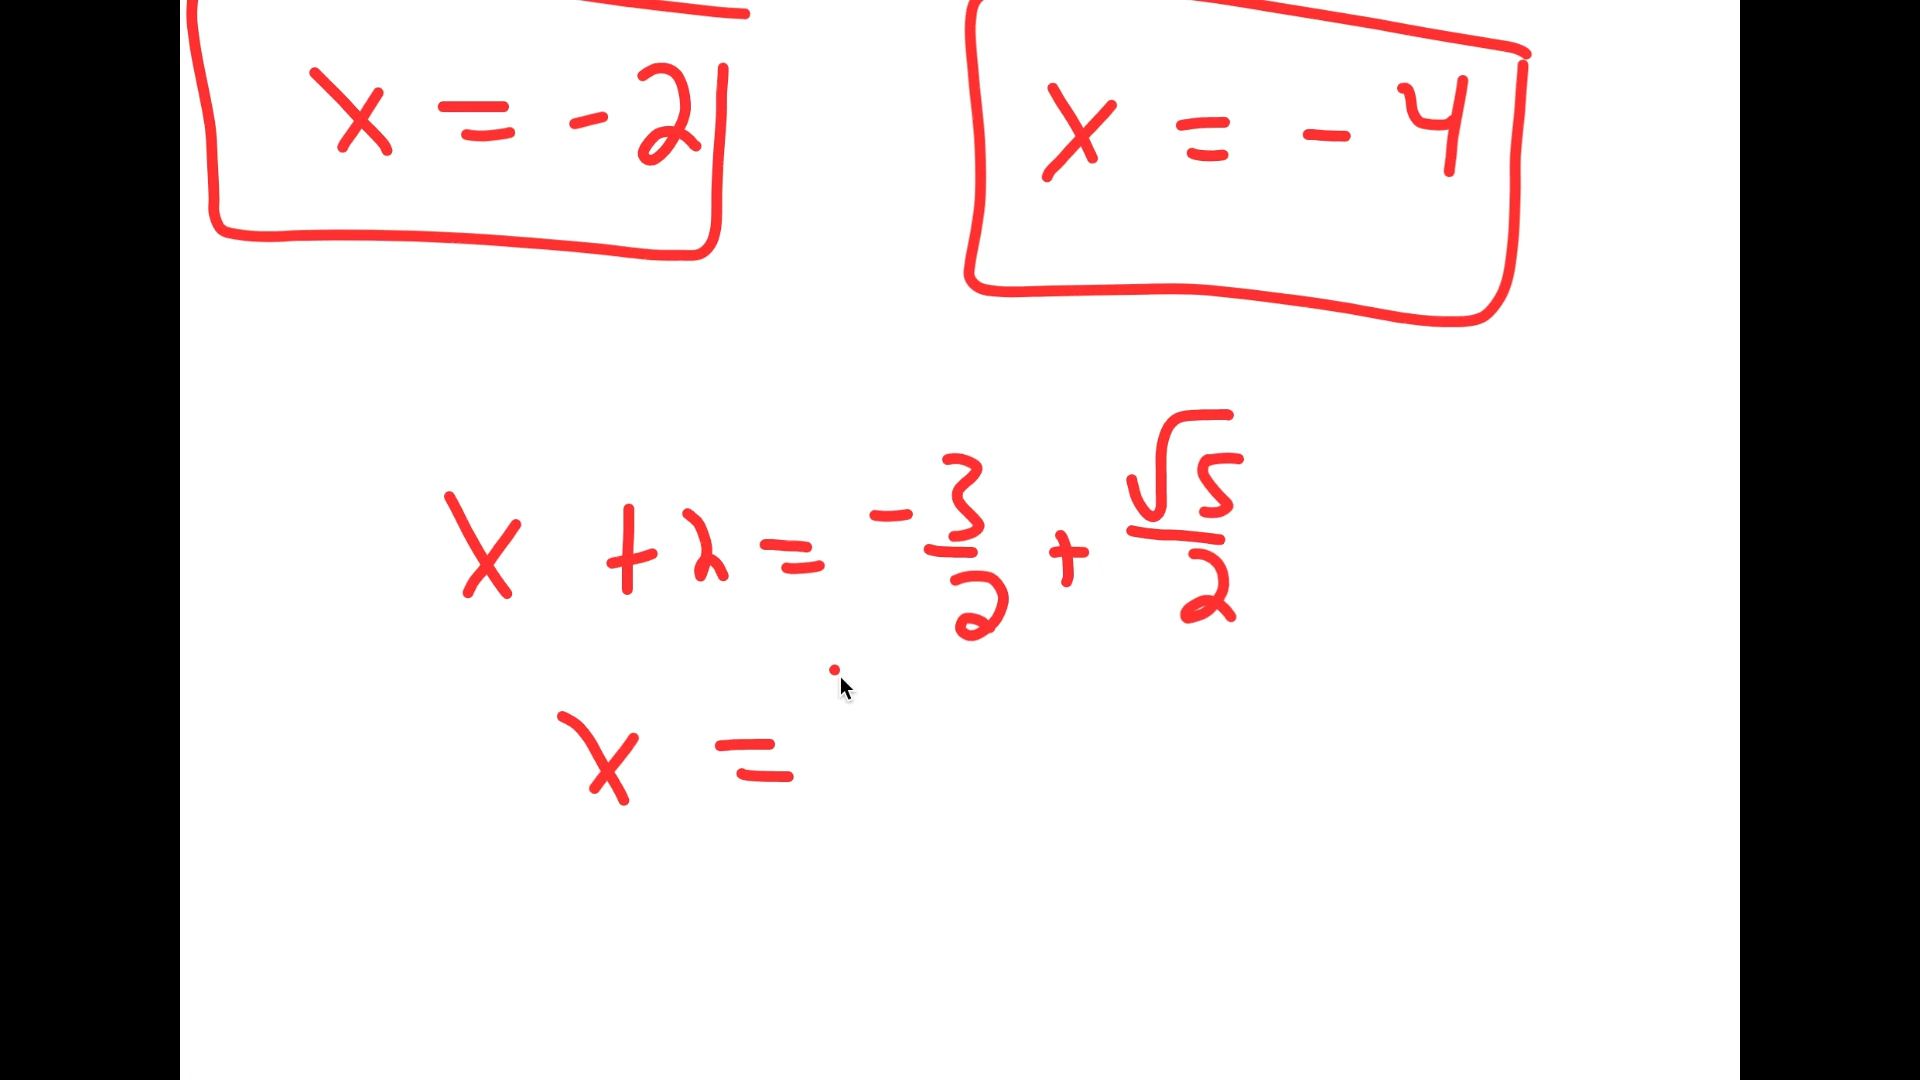 x = -2
x = -4
x + 2 = -3/2 + √5/2
x =